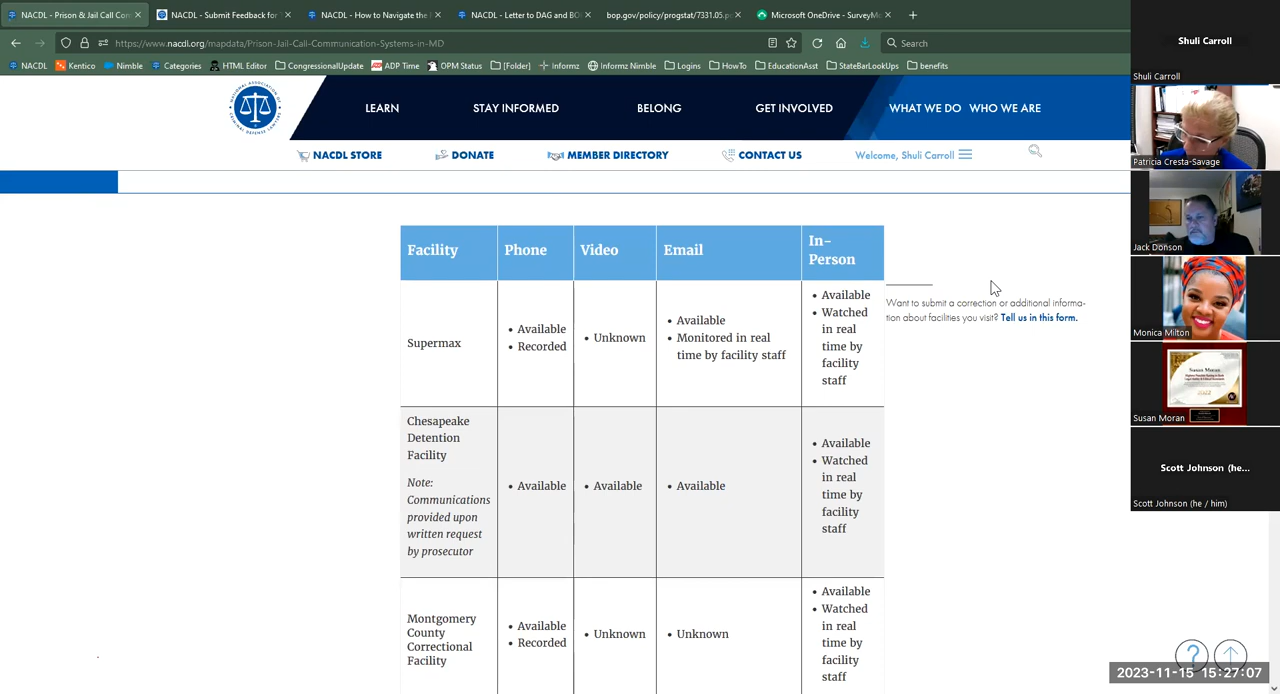 NACDL - Prison & Jail Call Con
NACDL - Submit Feedback for
NACDL - How to Navigate the F
NACDL - Letter to DAG and BO
bop.gov/policy/progstat/7331.05.p
Microsoft OneDrive - SurveyMo
https://www.nacdl.org/mapdata/Prison-Jail-Call-Communication-Systems-in-MD
Search
NACDL
Kentico
Nimble
Categories
HTML Editor
CongressionalUpdate
ADP Time
OPM Status
[Folder]
Informz
Informz Nimble
Logins
HowTo
EducationAsst
StateBarLookUps
benefits
LEARN
STAY INFORMED
BELONG
GET INVOLVED
WHAT WE DO
WHO WE ARE
NACDL STORE
DONATE
MEMBER DIRECTORY
CONTACT US
Welcome, Shuli Carroll
Facility
Phone
Video
Email
In-
Person
Supermax
• Available
• Recorded
• Unknown
• Available
• Monitored in real
time by facility staff
• Available
• Watched
in real
time by
facility
staff
Chesapeake
Detention
Facility
Note:
Communications
provided upon
written request
by prosecutor
• Available
• Available
• Available
• Available
• Watched
in real
time by
facility
staff
Montgomery
County
Correctional
Facility
• Available
• Recorded
• Unknown
• Unknown
• Available
• Watched
in real
time by
facility
staff
Want to submit a correction or additional informa-
tion about facilities you visit? Tell us in this form.
Shuli Carroll
Shuli Carroll
Patricia Cresta-Savage
Jack Donson
Monica Milton
Susan Moran
Susan Moran
Scott Johnson (he...
Scott Johnson (he / him)
?
2023-11-15 15:27:07